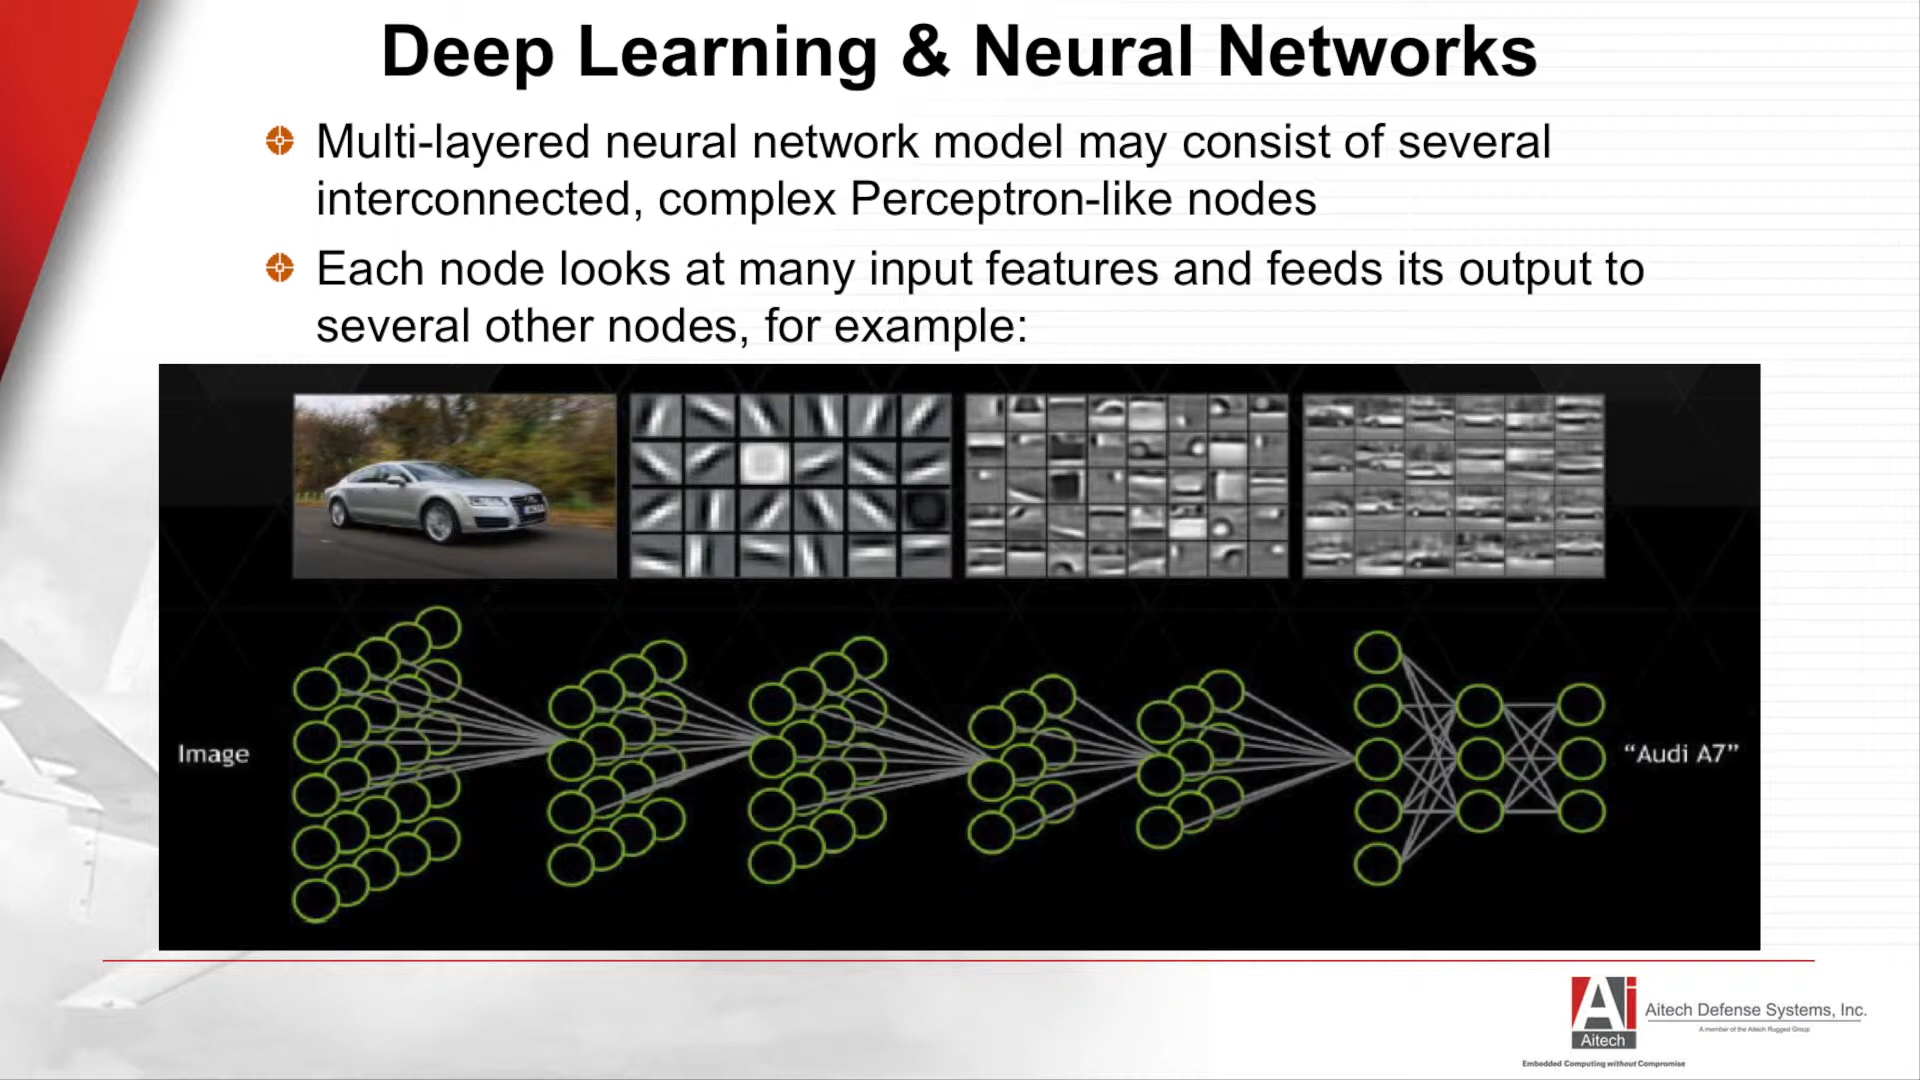 Deep Learning & Neural Networks
Multi-layered neural network model may consist of several
interconnected, complex Perceptron-like nodes
Each node looks at many input features and feeds its output to
several other nodes, for example:
Image
“Audi A7”
Ai
Aitech
Aitech Defense Systems, Inc.
A member of the Aitech Rugged Group
Embedded Computing without Compromise